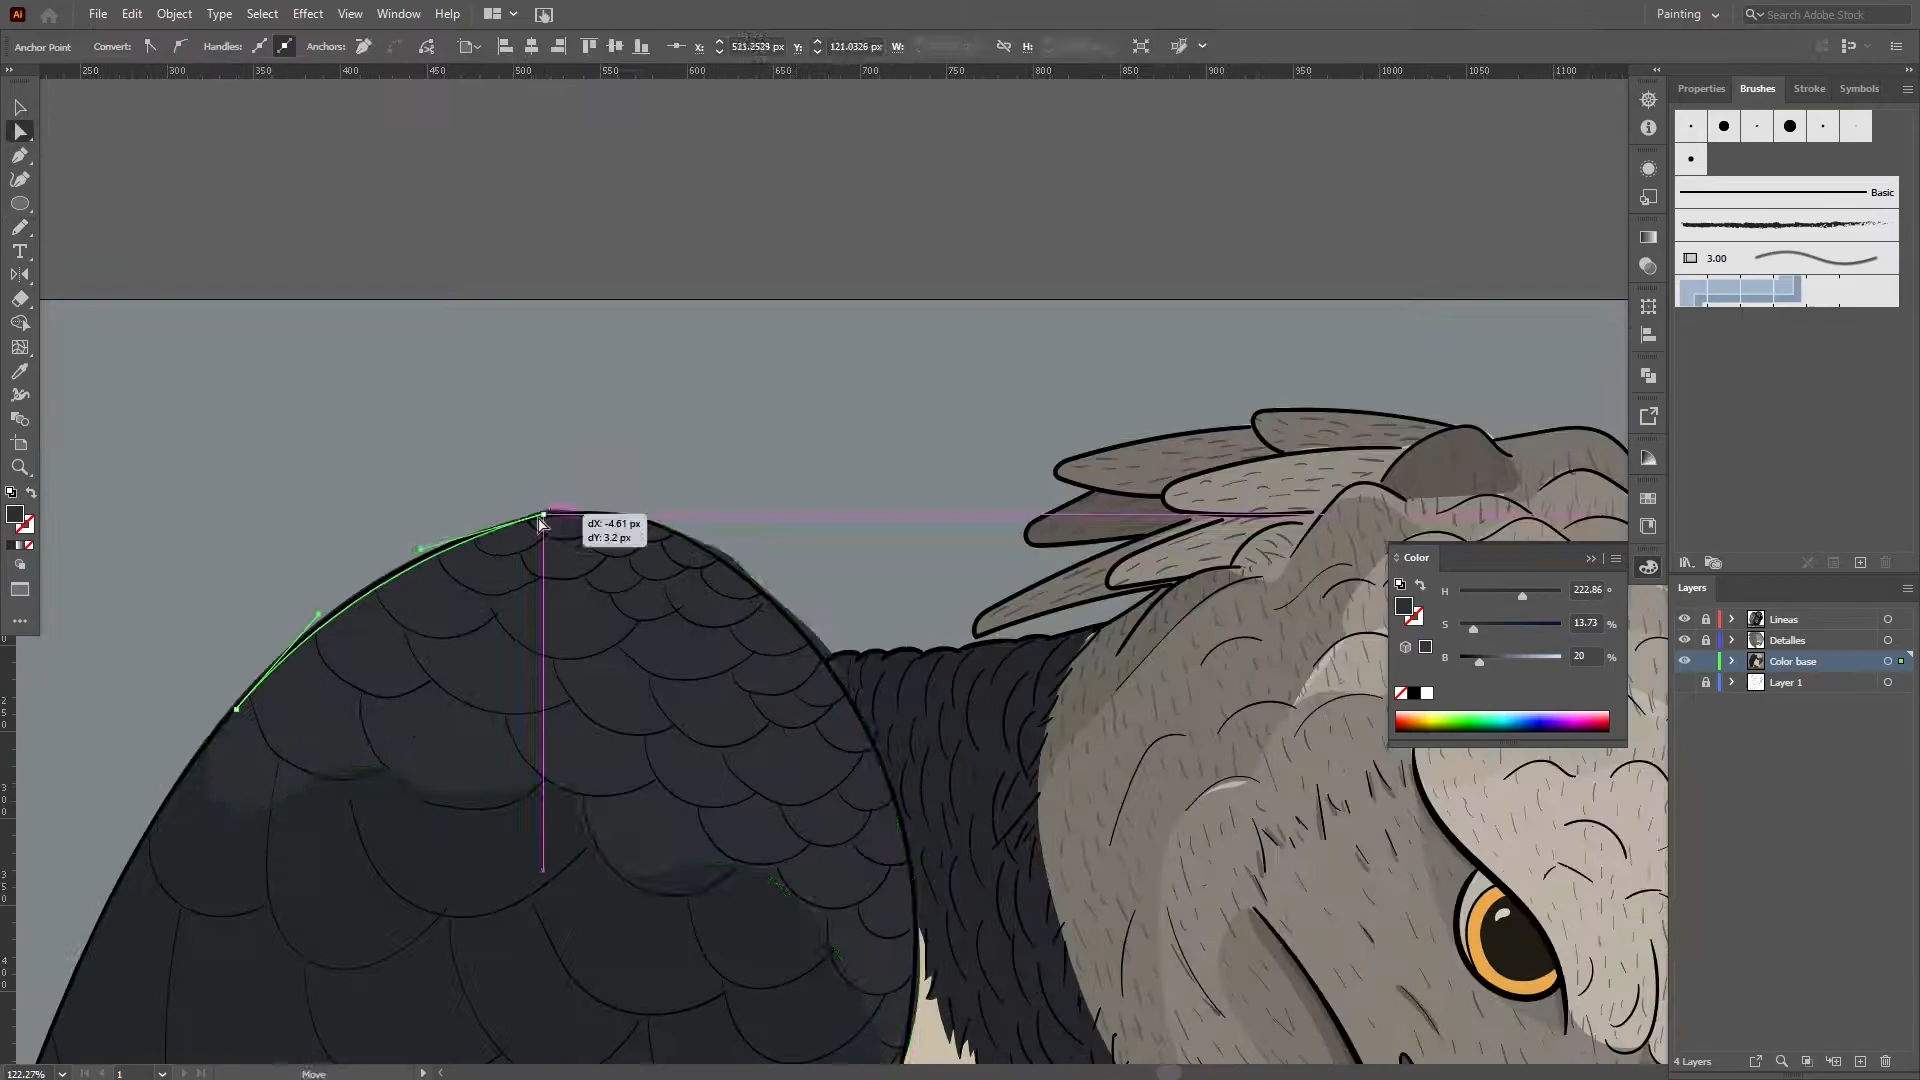 Ai File Edit Object Type Select Effect View Window Help Painting Search Adobe Stock
Anchor Point Convert: Handles: Anchors: X: 523.2529 px Y: 121.0326 px W: H:
250 300 350 400 450 500 550 600 650 700 750 800 850 900 950 1000 1050 1100
Properties Brushes Stroke Symbols
Basic
3.00
dX: -4.61 px
dY: 3.2 px
Color
H 222.86 °
S 13.73 %
B 20 %
Layers
Lineas
Detalles
Color base
Layer 1
4 Layers
122.27% 1 Move